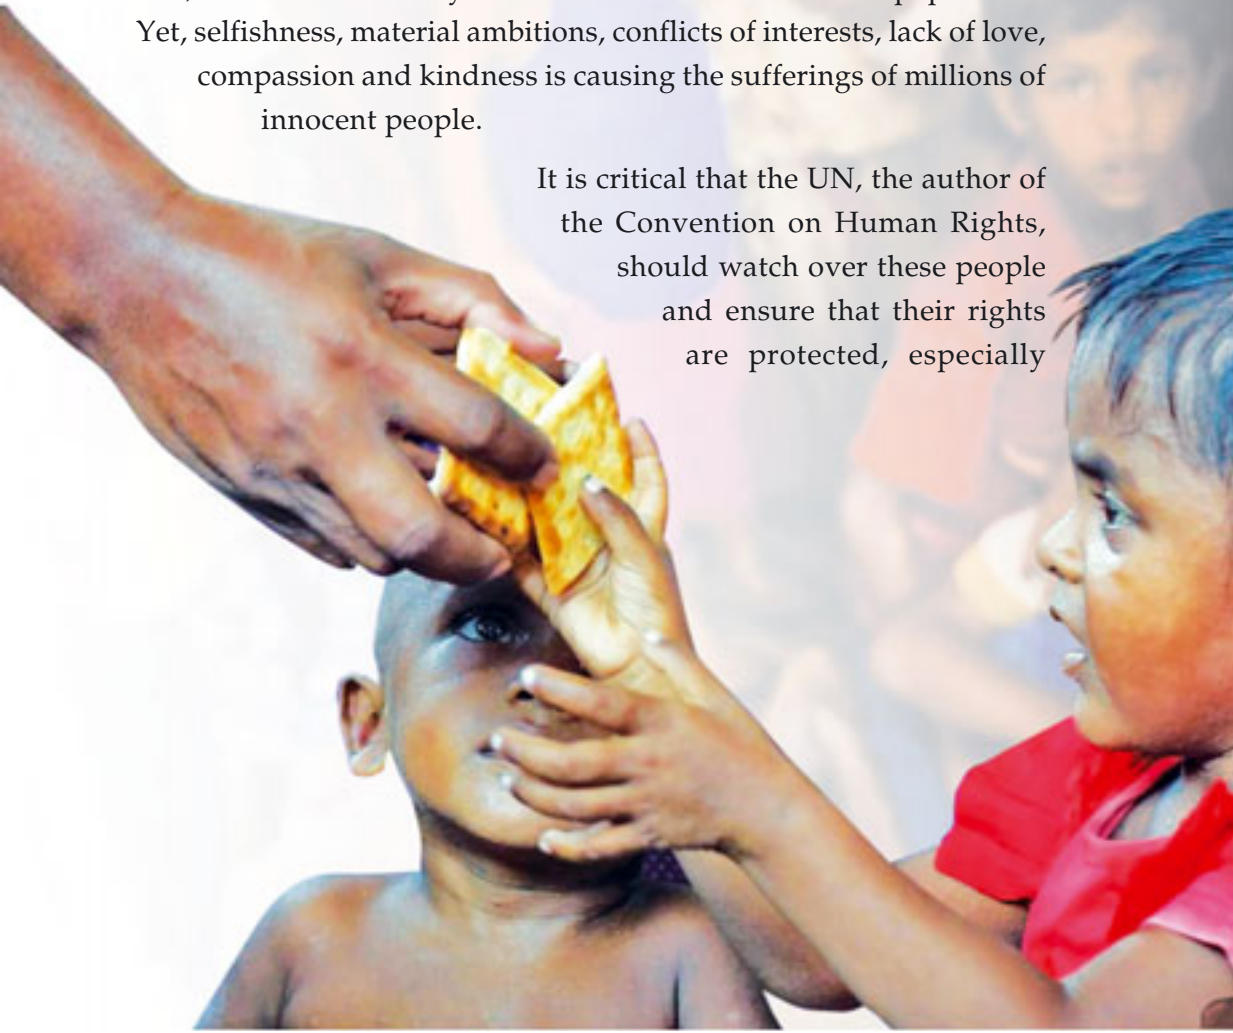 Yet, selfishness, material ambitions, conflicts of interests, lack of love,
compassion and kindness is causing the sufferings of millions of
innocent people.
It is critical that the UN, the author of
the Convention on Human Rights,
should watch over these people
and ensure that their rights
are protected, especially